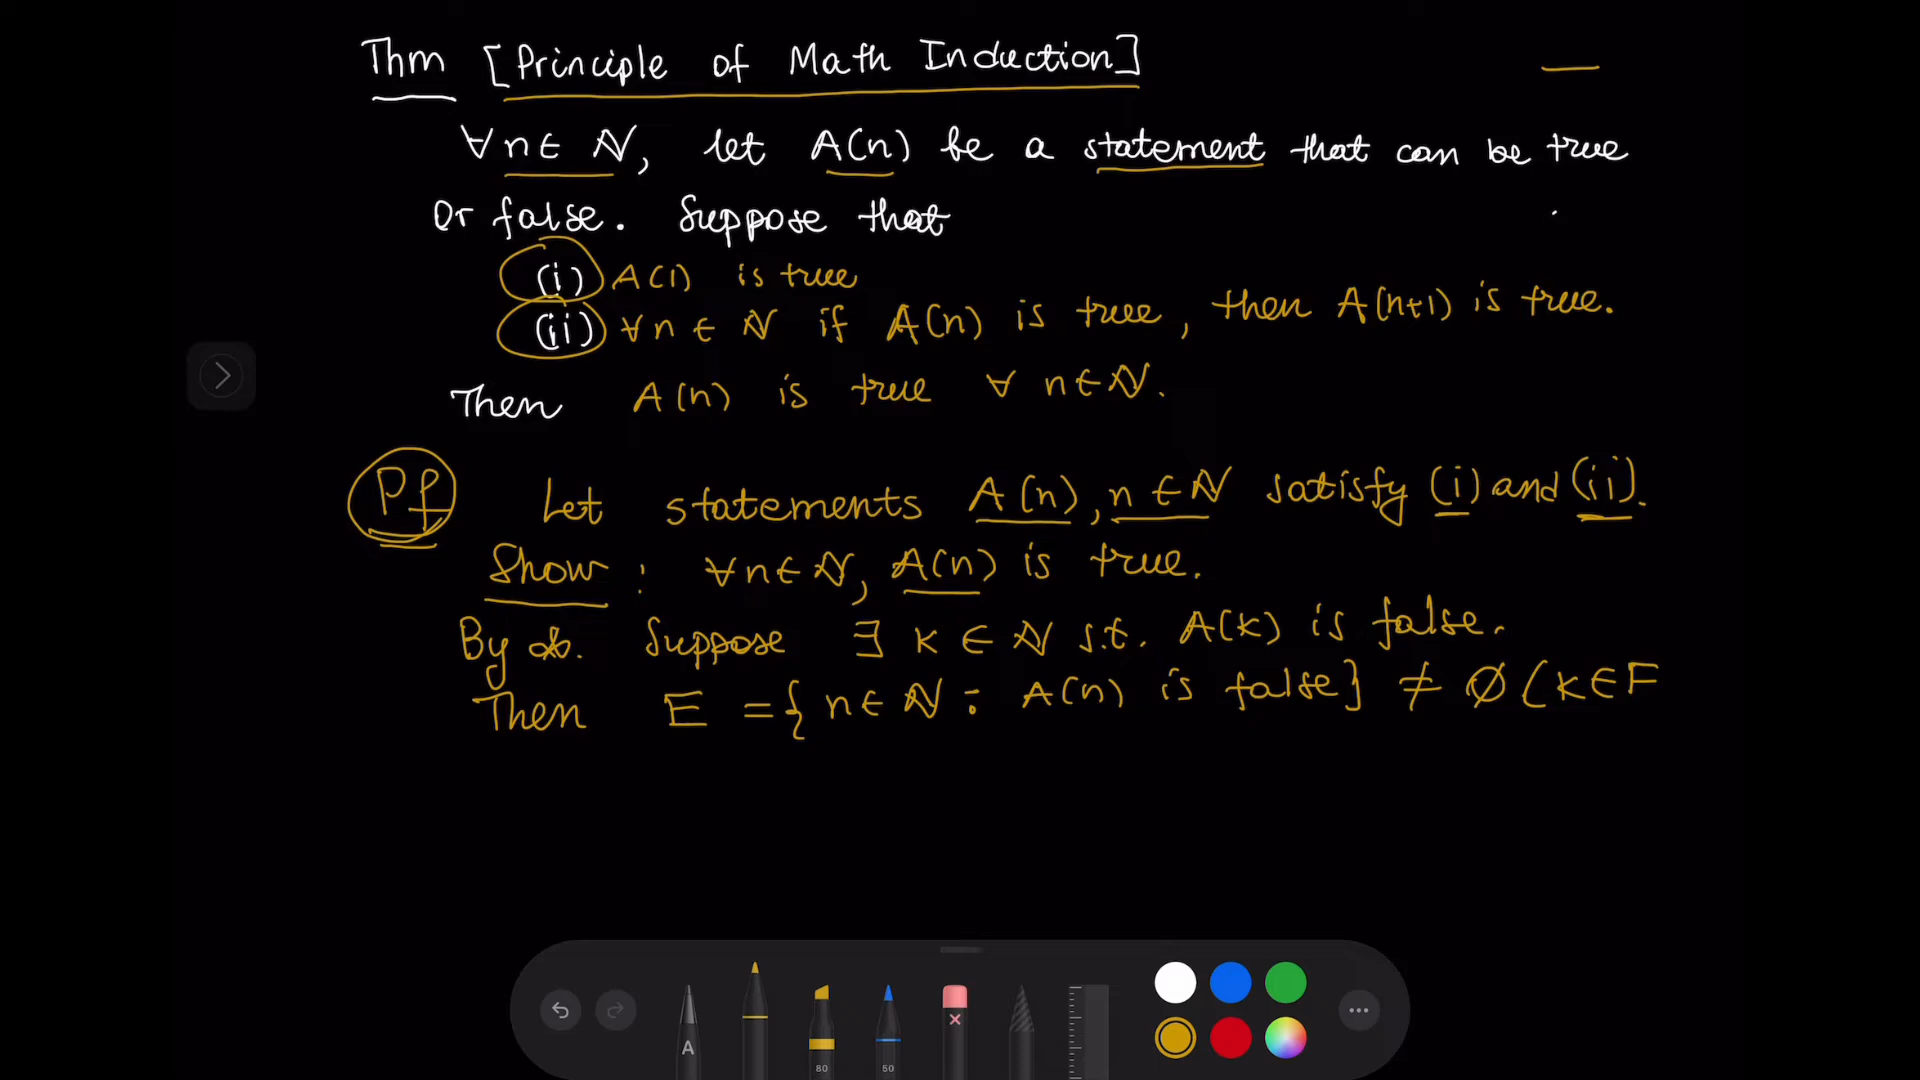 Thm [Principle of Math Induction]
∀n∈ ℕ, let A(n) be a statement that can be true
or false. Suppose that
(i) A(1) is true
(ii) ∀n ∈ ℕ if A(n) is true, then A(n+1) is true.
Then A(n) is true ∀ n∈ℕ.
Pf Let statements A(n), n∈ℕ satisfy (i) and (ii).
Show: ∀n∈ℕ, A(n) is true.
By Suppose ∃ k ∈ ℕ s.t. A(k) is false.
Then E = { n∈ ℕ : A(n) is false} ≠ ∅ (k∈F
A
80
50